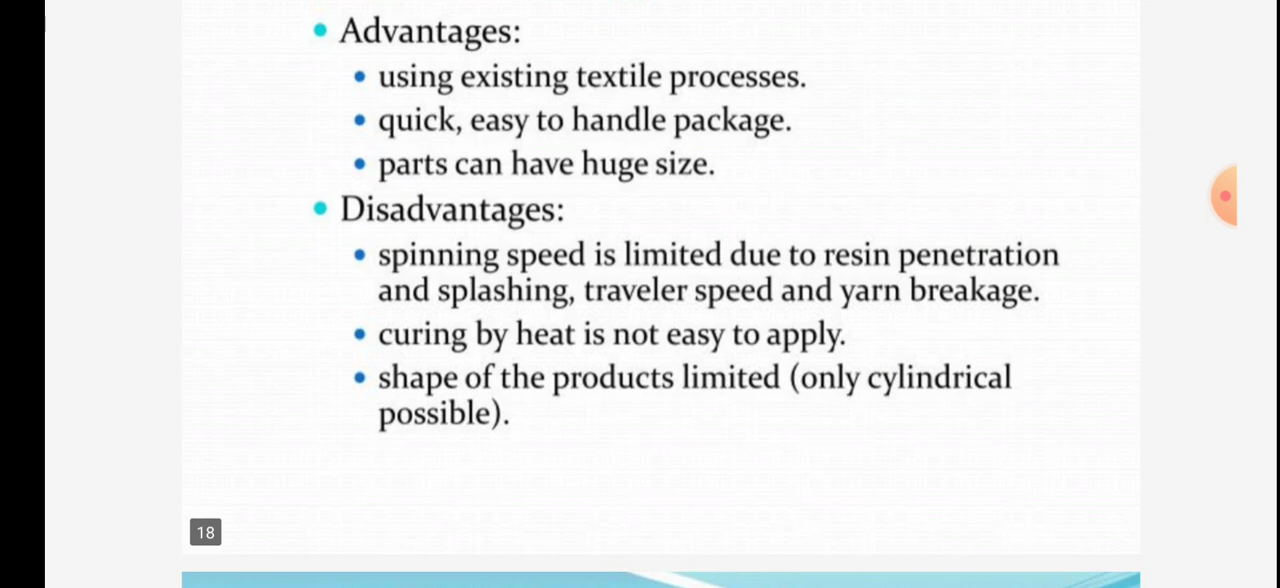 Advantages:
using existing textile processes.
quick, easy to handle package.
parts can have huge size.
Disadvantages:
spinning speed is limited due to resin penetration
and splashing, traveler speed and yarn breakage.
curing by heat is not easy to apply.
shape of the products limited (only cylindrical
possible).
18